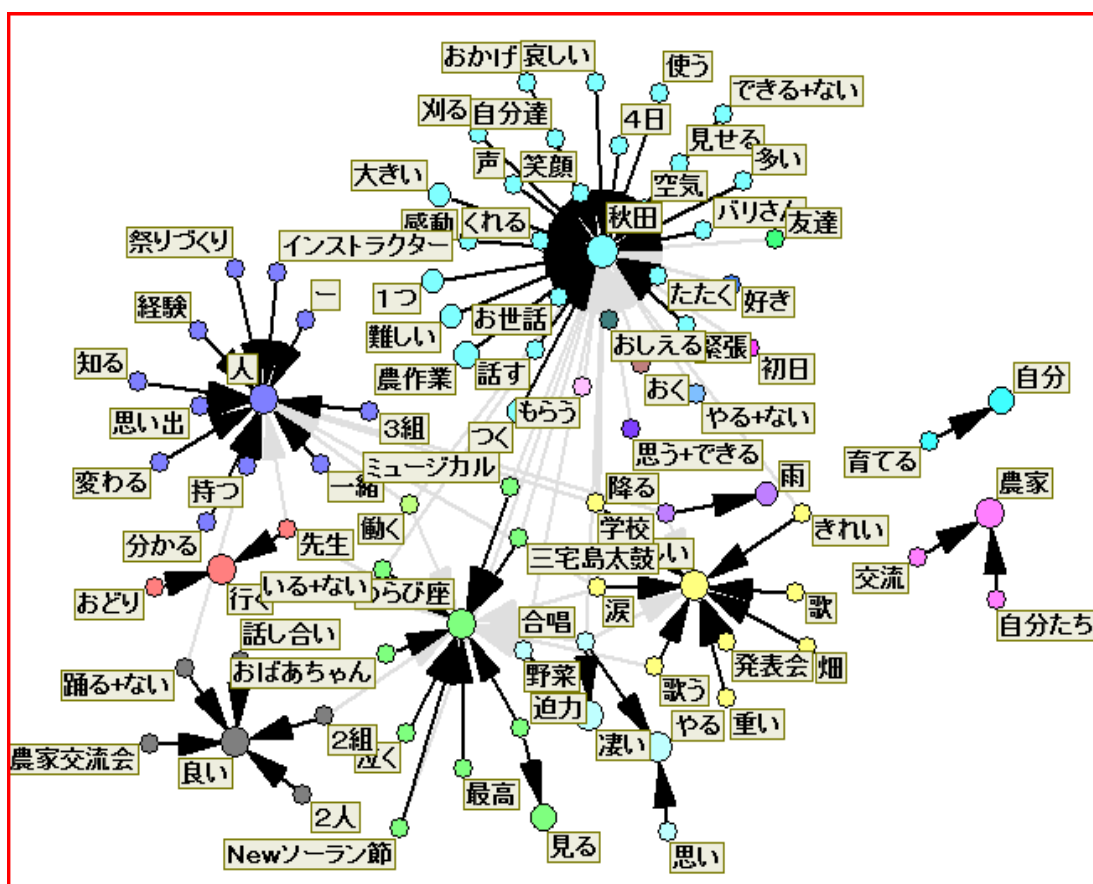 おかげ
哀しい
使う
できる+ない
刈る
自分達
4日
見せる
多い
声
笑顔
大きい
空気
バリさん
友達
感動
くれる
秋田
祭りづくり
インストラクター
1つ
たたく
好き
経験
ー
難しい
お世話
おしえる
緊張
初日
知る
人
農作業
話す
おく
自分
思い出
3組
つく
もらう
やる+ない
育てる
変わる
持つ
一緒
ミュージカル
思う+できる
雨
農家
分かる
先生
働く
降る
学校
きれい
交流
おどり
行く
いる+ない
わらび座
三宅島太鼓
しい
涙
歌
自分たち
話し合い
合唱
踊る+ない
おばあちゃん
野菜
発表会
畑
歌う
農家交流会
良い
2組
泣く
迫力
凄い
やる
重い
2人
最高
Newソーラン節
見る
思い